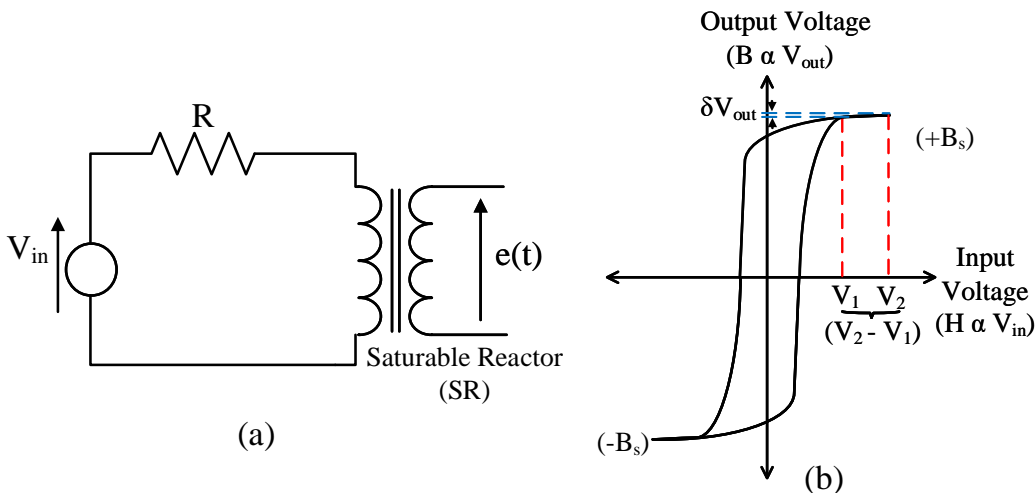 R
V_in
e(t)
Saturable Reactor
(SR)
(a)
Output Voltage
(B α V_out)
δV_out
(+B_s)
Input
Voltage
(H α V_in)
V_1 V_2
(V_2 - V_1)
(-B_s)
(b)